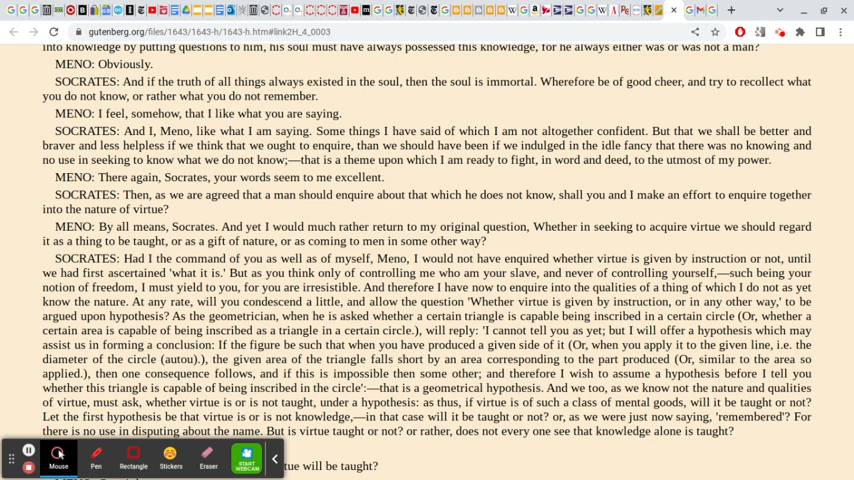 gutenberg.org/files/1643/1643-h/1643-h.htm#link2H_4_0003
into knowledge by putting questions to him, his soul must have always possessed this knowledge, for he always either was or was not a man?
MENO: Obviously.
SOCRATES: And if the truth of all things always existed in the soul, then the soul is immortal. Wherefore be of good cheer, and try to recollect what
you do not know, or rather what you do not remember.
MENO: I feel, somehow, that I like what you are saying.
SOCRATES: And I, Meno, like what I am saying. Some things I have said of which I am not altogether confident. But that we shall be better and
braver and less helpless if we think that we ought to enquire, than we should have been if we indulged in the idle fancy that there was no knowing and
no use in seeking to know what we do not know;—that is a theme upon which I am ready to fight, in word and deed, to the utmost of my power.
MENO: There again, Socrates, your words seem to me excellent.
SOCRATES: Then, as we are agreed that a man should enquire about that which he does not know, shall you and I make an effort to enquire together
into the nature of virtue?
MENO: By all means, Socrates. And yet I would much rather return to my original question, Whether in seeking to acquire virtue we should regard
it as a thing to be taught, or as a gift of nature, or as coming to men in some other way?
SOCRATES: Had I the command of you as well as of myself, Meno, I would not have enquired whether virtue is given by instruction or not, until
we had first ascertained 'what it is.' But as you think only of controlling me who am your slave, and never of controlling yourself,—such being your
notion of freedom, I must yield to you, for you are irresistible. And therefore I have now to enquire into the qualities of a thing of which I do not as yet
know the nature. At any rate, will you condescend a little, and allow the question 'Whether virtue is given by instruction, or in any other way,' to be
argued upon hypothesis? As the geometrician, when he is asked whether a certain triangle is capable being inscribed in a certain circle (Or, whether a
certain area is capable of being inscribed as a triangle in a certain circle.), will reply: 'I cannot tell you as yet; but I will offer a hypothesis which may
assist us in forming a conclusion: If the figure be such that when you have produced a given side of it (Or, when you apply it to the given line, i.e. the
diameter of the circle (autou).), the given area of the triangle falls short by an area corresponding to the part produced (Or, similar to the area so
applied.), then one consequence follows, and if this is impossible then some other; and therefore I wish to assume a hypothesis before I tell you
whether this triangle is capable of being inscribed in the circle':—that is a geometrical hypothesis. And we too, as we know not the nature and qualities
of virtue, must ask, whether virtue is or is not taught, under a hypothesis: as thus, if virtue is of such a class of mental goods, will it be taught or not?
Let the first hypothesis be that virtue is or is not knowledge,—in that case will it be taught or not? or, as we were just now saying, 'remembered'? For
there is no use in disputing about the name. But is virtue taught or not? or rather, does not every one see that knowledge alone is taught?
tue will be taught?
Mouse Pen Rectangle Stickers Eraser START WEBCAM